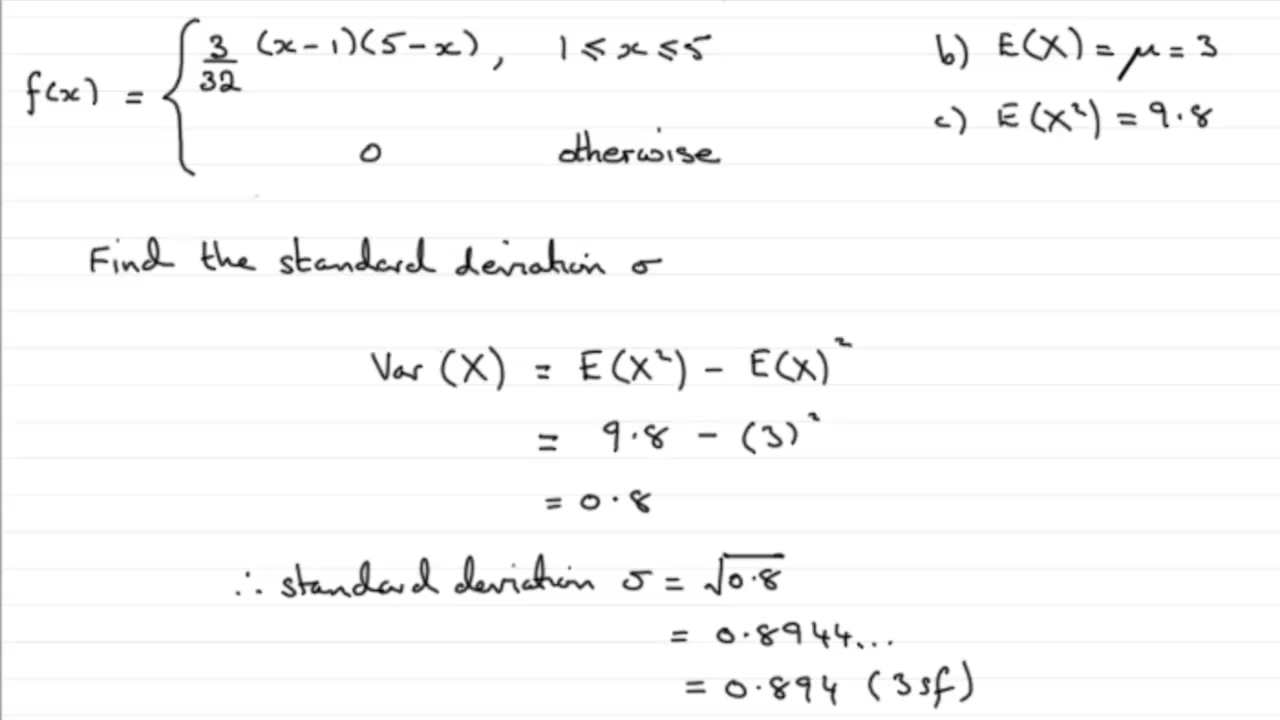 f(x) = { 3/32 (x-1)(5-x), 1 ≤ x ≤ 5
0 otherwise
b) E(X) = μ = 3
c) E(X²) = 9.8
Find the standard deviation σ
Var (X) = E(X²) - E(X)²
= 9.8 - (3)²
= 0.8
∴ standard deviation σ = √0.8
= 0.8944...
= 0.894 (3sf)